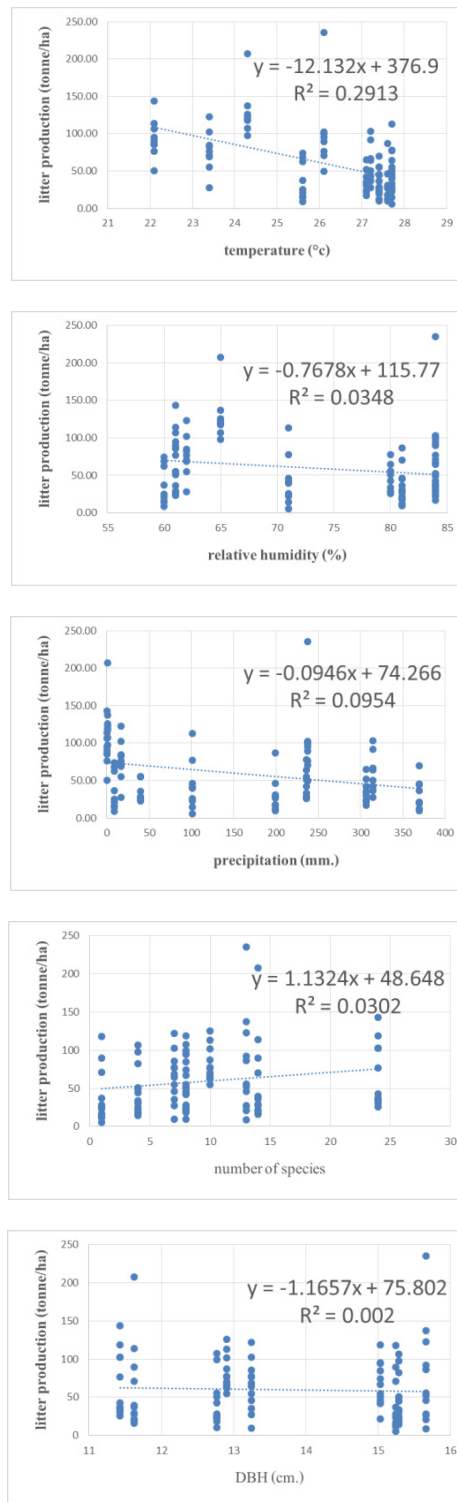 250.00
200.00
150.00
100.00
50.00
0.00
litter production (tonne/ha)
y = -12.132x + 376.9
R² = 0.2913
21 22 23 24 25 26 27 28 29
temperature (°c)
250.00
200.00
150.00
100.00
50.00
0.00
litter production (tonne/ha)
y = -0.7678x + 115.77
R² = 0.0348
55 60 65 70 75 80 85 90
relative humidity (%)
250.00
200.00
150.00
100.00
50.00
0.00
litter production (tonne/ha)
y = -0.0946x + 74.266
R² = 0.0954
0 50 100 150 200 250 300 350 400
precipitation (mm.)
250
200
150
100
50
0
litter production (tonne/ha)
y = 1.1324x + 48.648
R² = 0.0302
0 5 10 15 20 25 30
number of species
250
200
150
100
50
0
litter production (tonne/ha)
y = -1.1657x + 75.802
R² = 0.002
11 12 13 14 15 16
DBH (cm.)